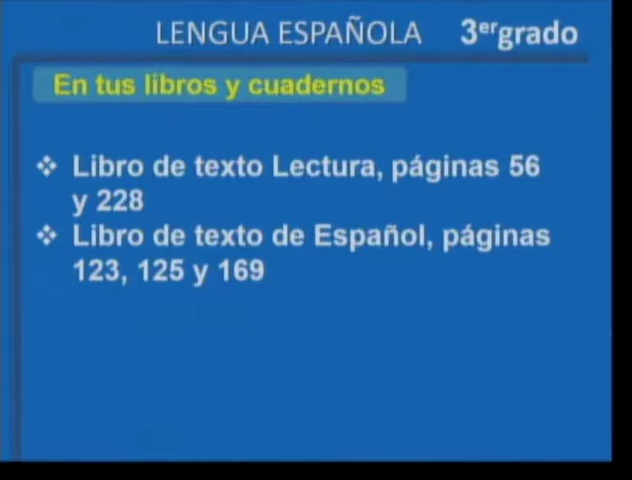 LENGUA ESPAÑOLA 3ergrado
En tus libros y cuadernos
❖ Libro de texto Lectura, páginas 56
y 228
❖ Libro de texto de Español, páginas
123, 125 y 169